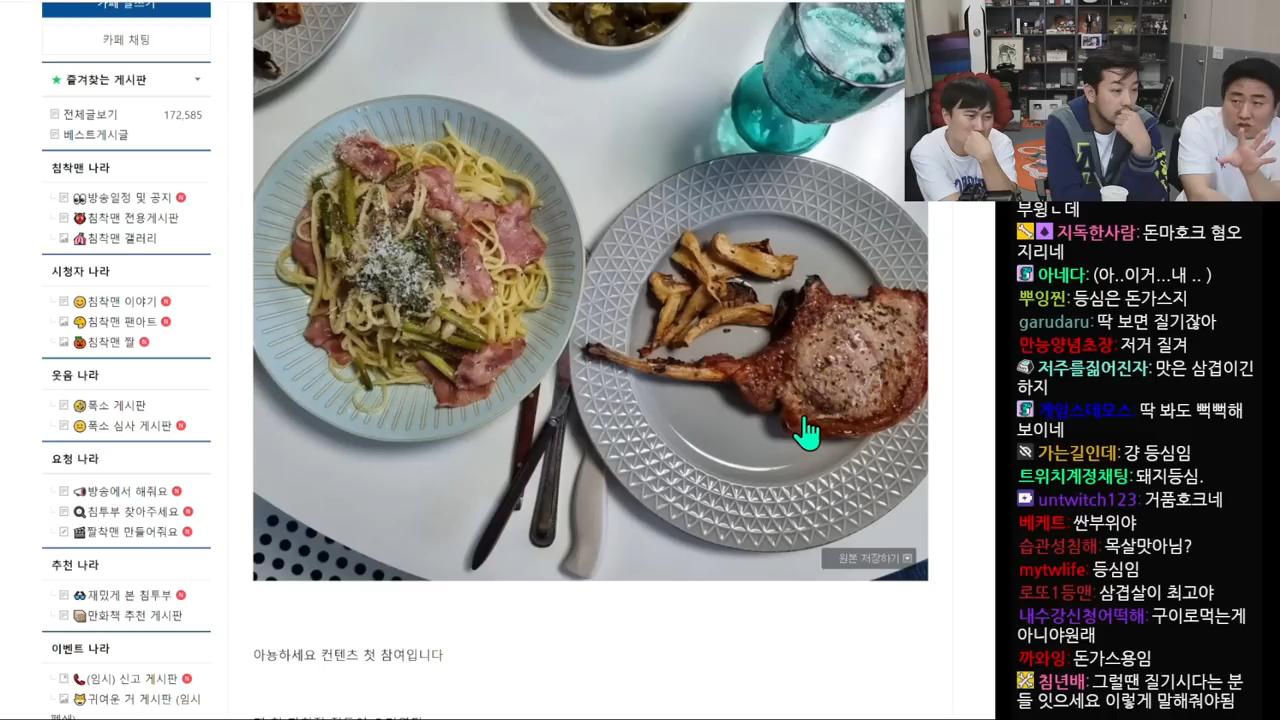 카페 글쓰기
카페 채팅
즐겨찾는 게시판
전체글보기 172,585
베스트게시글
침착맨 나라
방송일정 및 공지 N
침착맨 전용게시판
침착맨 갤러리
시청자 나라
침착맨 이야기 N
침착맨 팬아트 N
침착맨 짤 N
웃음 나라
폭소 게시판
폭소 심사 게시판 N
요청 나라
방송에서 해줘요 N
침투부 찾아주세요 N
짤착맨 만들어줘요 N
추천 나라
재밌게 본 침투부 N
만화책 추천 게시판
이벤트 나라
(임시) 신고 게시판 N
귀여운 거 게시판 (임시
원본 저장하기
아뇽하세요 컨텐츠 첫 참여입니다
지독한사람: 돈마호크 혐오
지리네
아네다: (아..이거...내 .. )
뿌잉찐: 등심은 돈가스지
garudaru: 딱 보면 질기잖아
만능양념초장: 저거 질겨
저주를짊어진자: 맛은 삼겹이긴
하지
게임스데모스: 딱 봐도 뻑뻑해
보이네
가는길인데: 걍 등심임
트위치계정채팅: 돼지등심.
untwitch123: 거품호크네
베케트: 싼부위야
습관성침해: 목살맛아님?
mytwlife: 등심임
로또1등맨: 삼겹살이 최고야
내수강신청어떡해: 구이로먹는게
아니야원래
까와잉: 돈가스용임
침년배: 그럴땐 질기시다는 분
들 잇으세요 이렇게 말해줘야됨